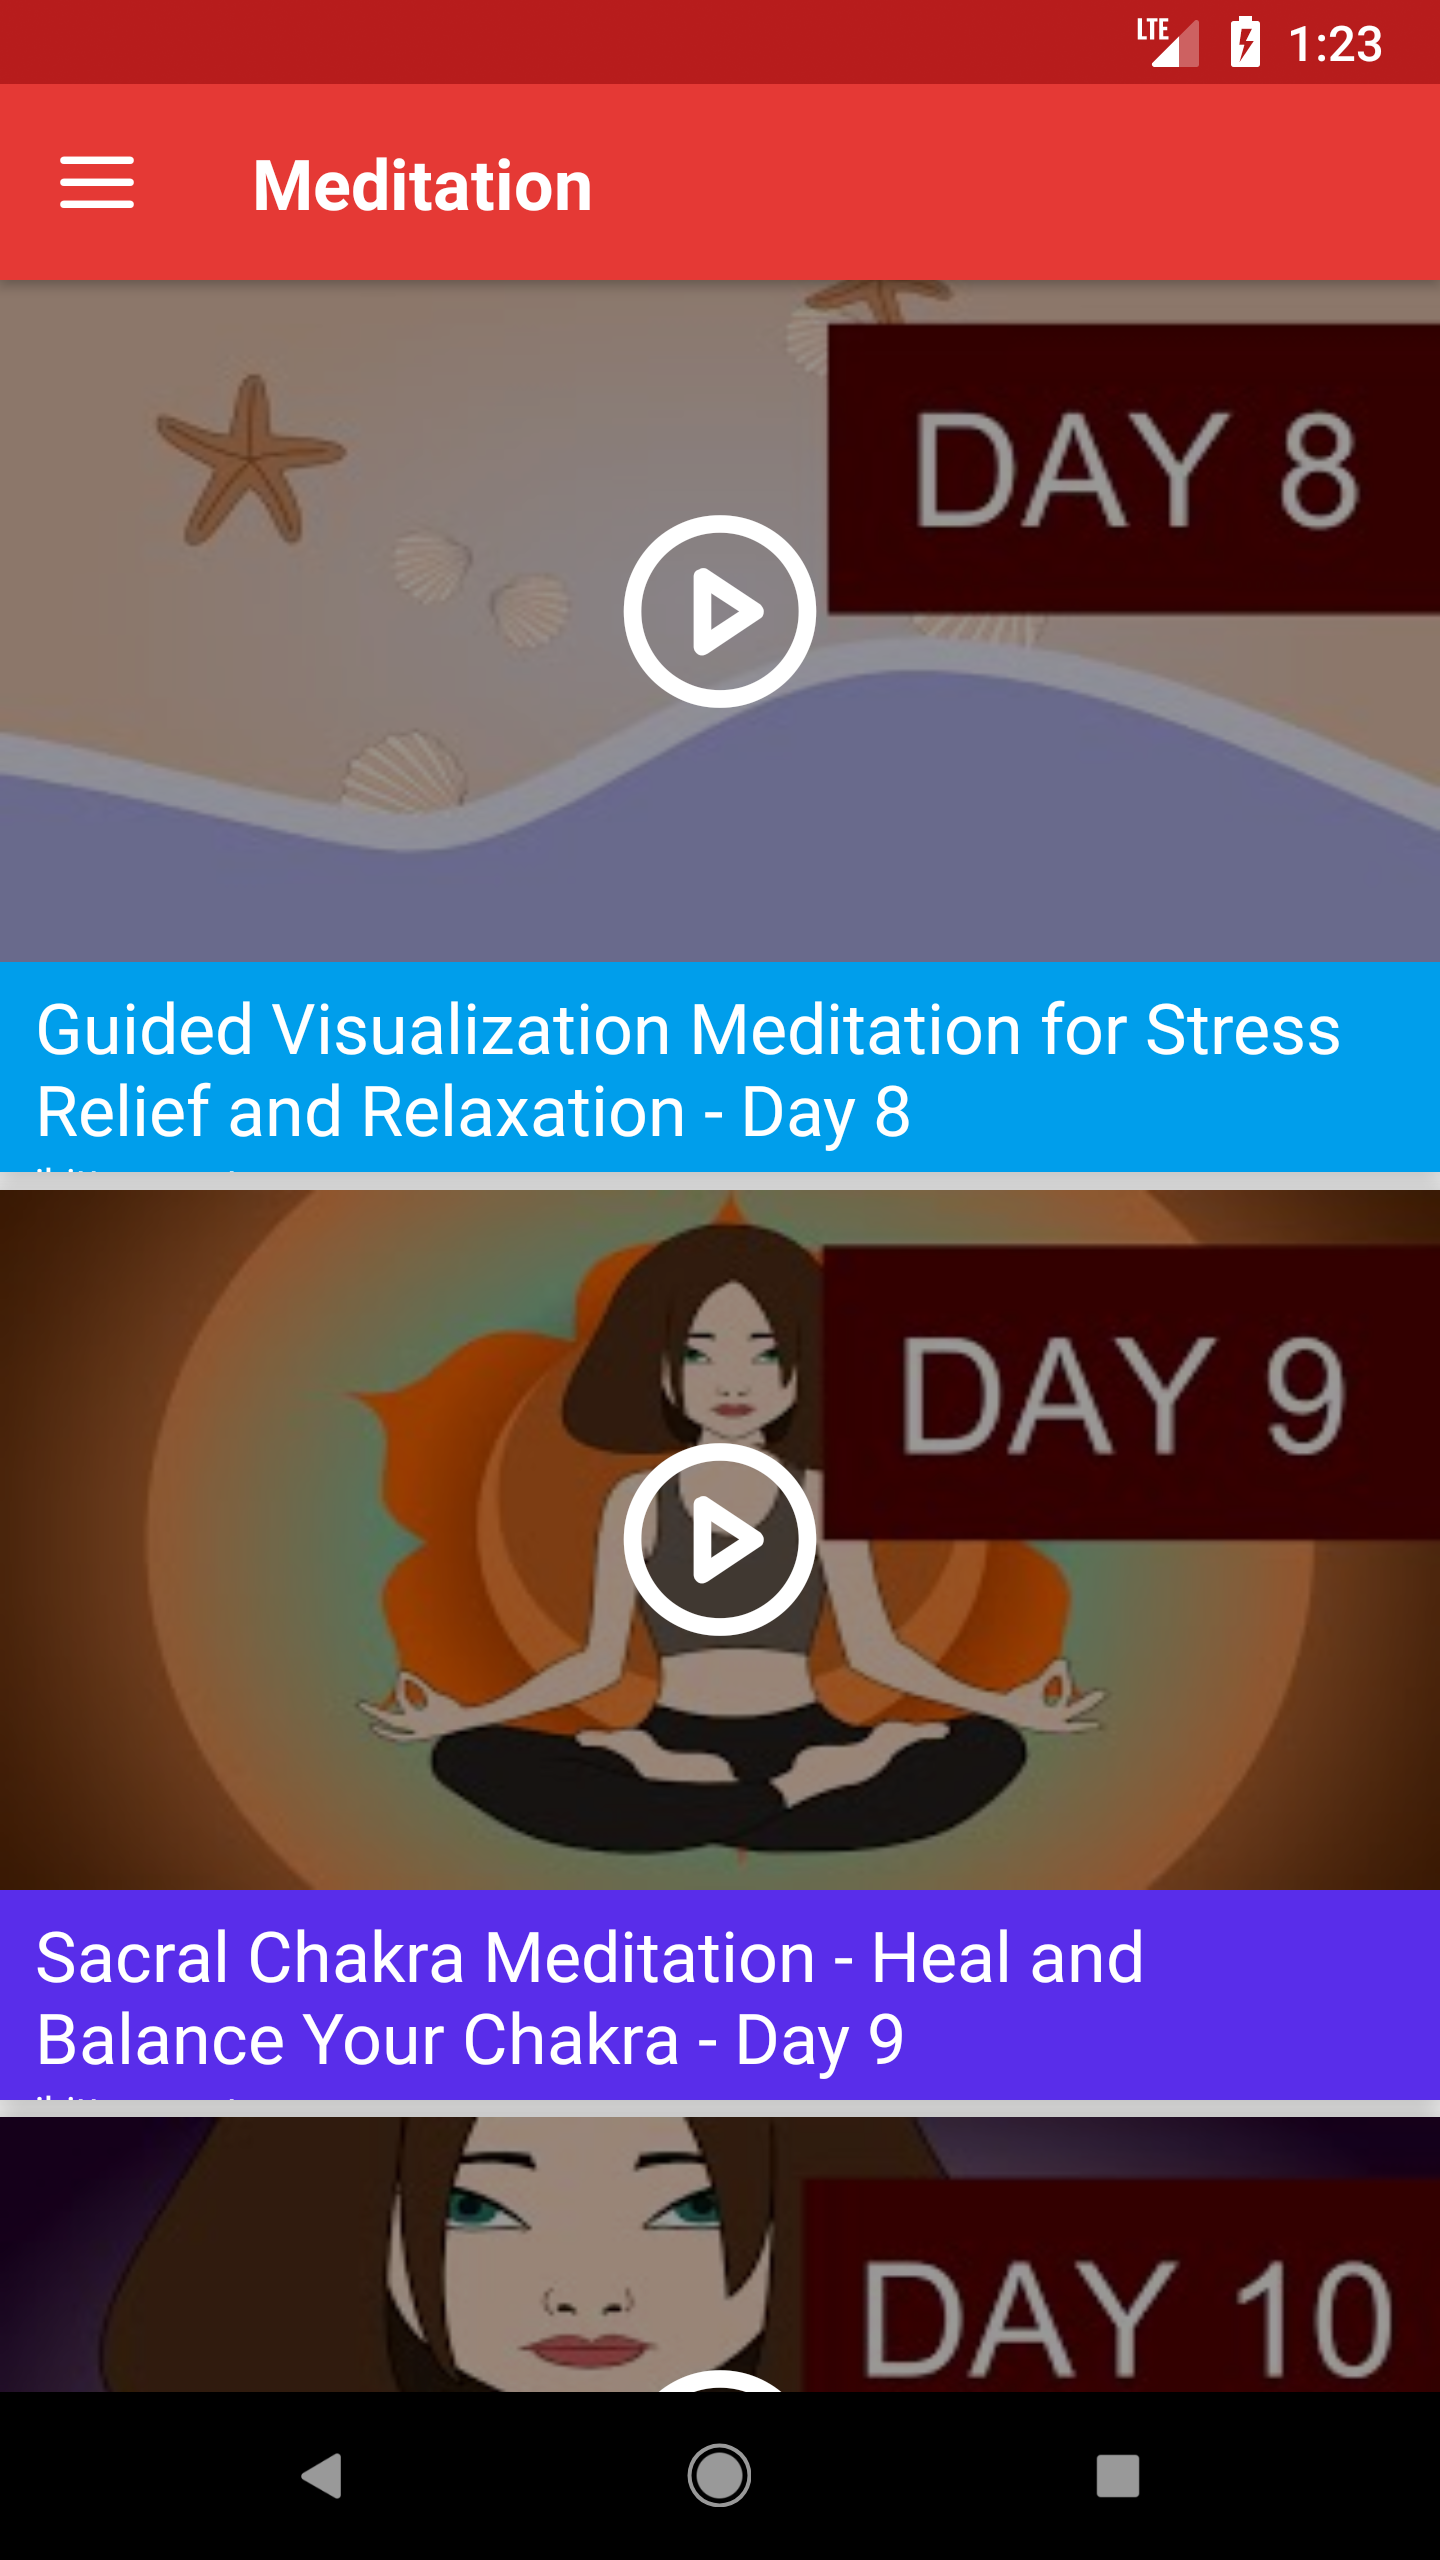 LTE 1:23
Meditation
DAY 8
Guided Visualization Meditation for Stress
Relief and Relaxation - Day 8
DAY 9
Sacral Chakra Meditation - Heal and
Balance Your Chakra - Day 9
DAY 10